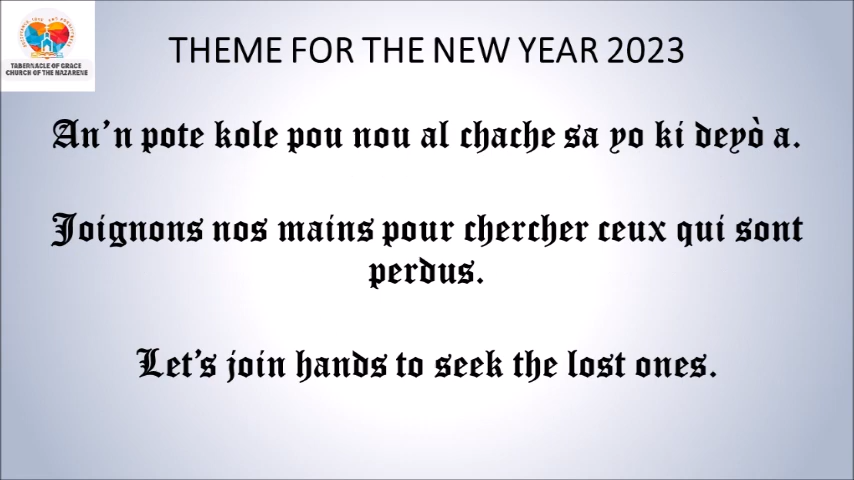 TABERNACLE OF GRACE
CHURCH OF THE NAZARENE
THEME FOR THE NEW YEAR 2023
An'n pote kole pou nou al chache sa yo ki deyò a.
Joignons nos mains pour chercher ceux qui sont
perdus.
Let's join hands to seek the lost ones.